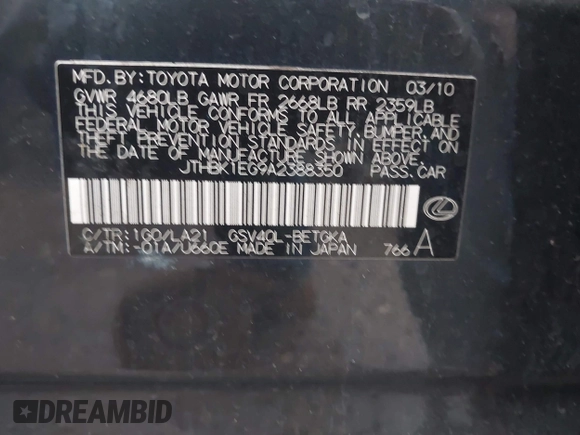 MFD. BY: TOYOTA MOTOR CORPORATION 03/10
GVWR 4680LB GAWR FR 2668LB RR 2359LB
THIS VEHICLE CONFORMS TO ALL APPLICABLE
FEDERAL MOTOR VEHICLE SAFETY, BUMPER, AND
THEFT PREVENTION STANDARDS IN EFFECT ON
THE DATE OF MANUFACTURE SHOWN ABOVE.
JTHBK1EG9A2388350 PASS. CAR
C/TR: 1G0/LA21 GSV40L-BETGKA
A/TM: -01A/U660E MADE IN JAPAN 766 A
DREAMBID